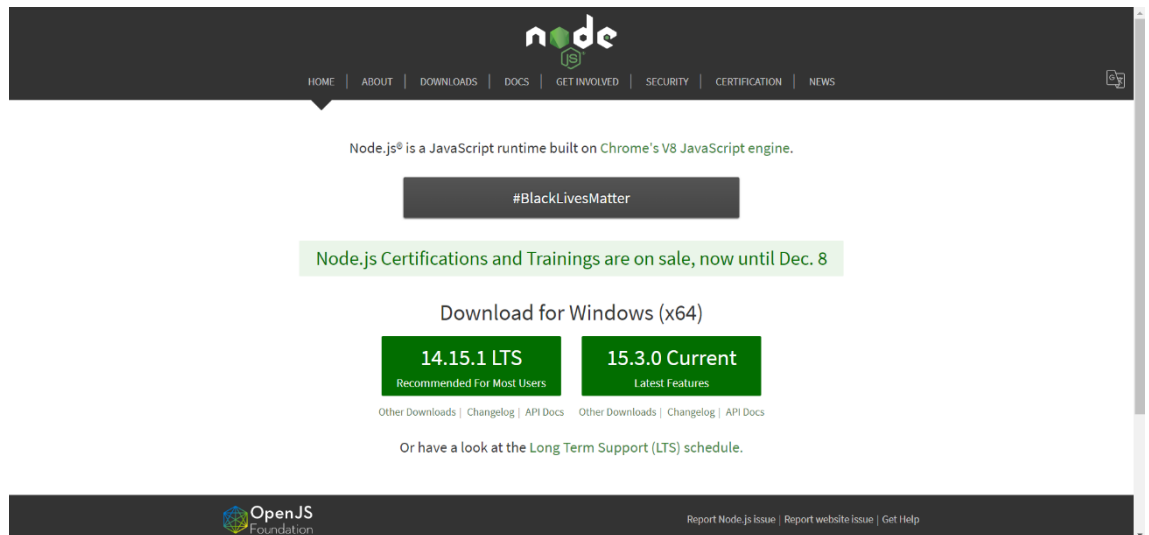 node
JS
HOME | ABOUT | DOWNLOADS | DOCS | GET INVOLVED | SECURITY | CERTIFICATION | NEWS
Node.js® is a JavaScript runtime built on Chrome's V8 JavaScript engine.
#BlackLivesMatter
Node.js Certifications and Trainings are on sale, now until Dec. 8
Download for Windows (x64)
14.15.1 LTS
Recommended For Most Users
15.3.0 Current
Latest Features
Other Downloads | Changelog | API Docs
Other Downloads | Changelog | API Docs
Or have a look at the Long Term Support (LTS) schedule.
OpenJS
Foundation
Report Node.js issue | Report website issue | Get Help